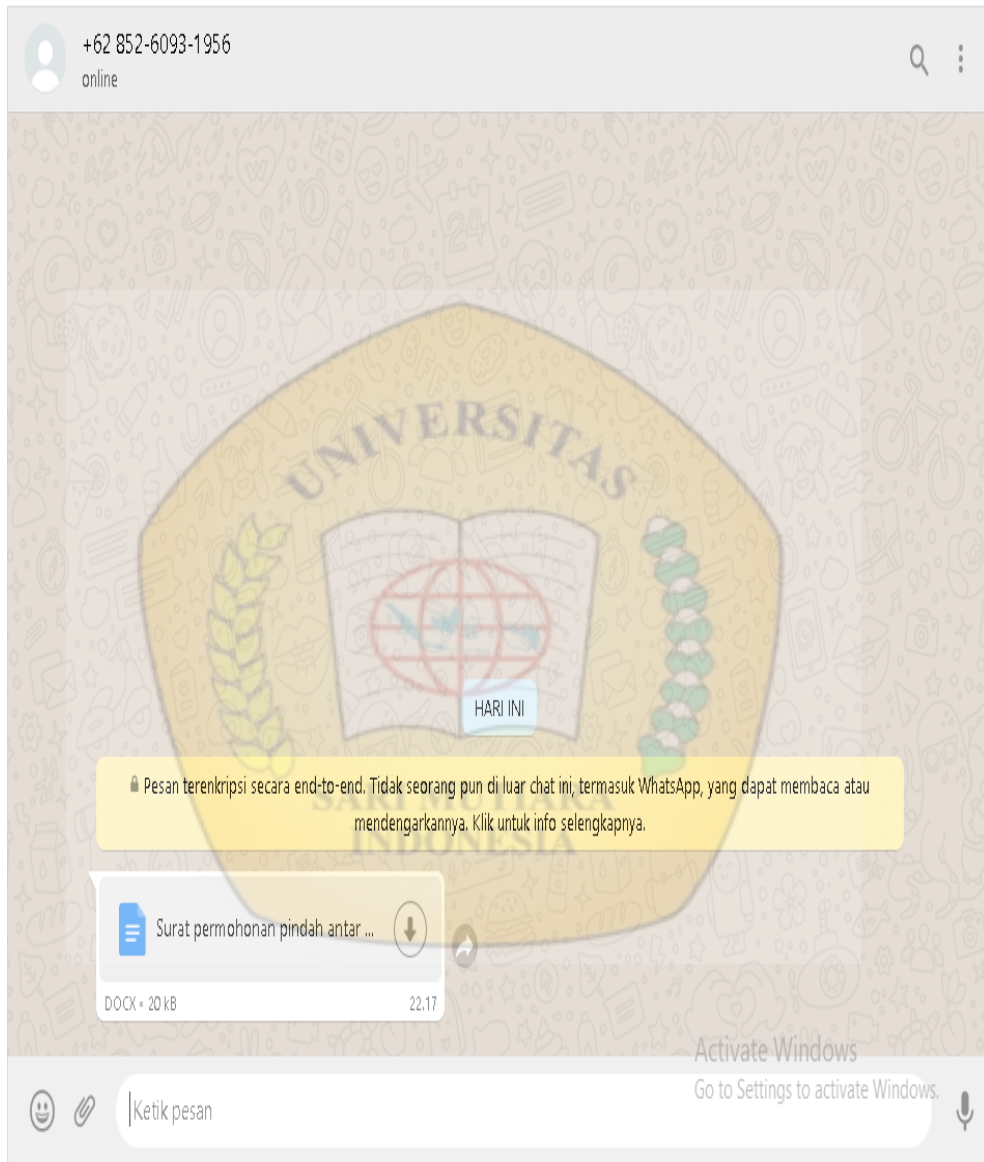 +62 852-6093-1956
online
UNIVERSITAS
HARI INI
Pesan terenkripsi secara end-to-end. Tidak seorang pun di luar chat ini, termasuk WhatsApp, yang dapat membaca atau
mendengarkannya. Klik untuk info selengkapnya.
SARI MUTIARA
INDONESIA
Surat permohonan pindah antar ...
DOCX • 20 kB
22.17
Activate Windows
Go to Settings to activate Windows.
Ketik pesan